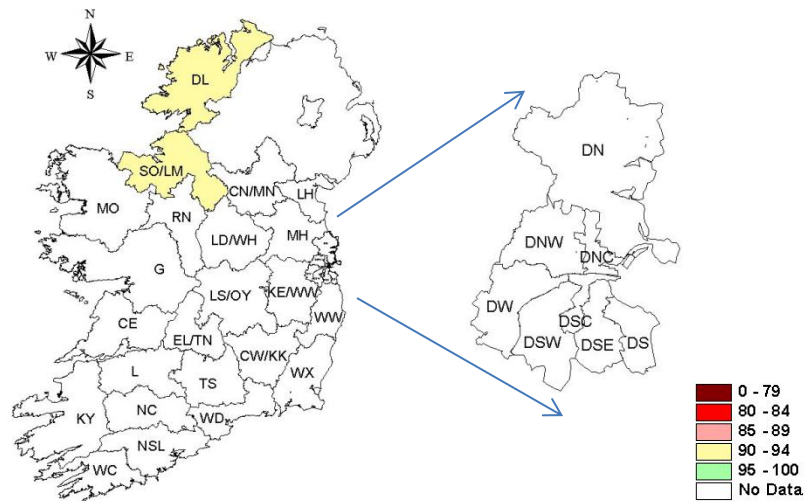 N
W E
S
DL
SO/LM
MO
RN
CN/MN
LH
LD/WH
MH
G
LS/OY
KE/WW
WW
CE
EL/TN
CW/KK
L
TS
WX
KY
NC
WD
NSL
WC
DN
DNW
DNC
DW
DSC
DSW
DSE
DS
0 - 79
80 - 84
85 - 89
90 - 94
95 - 100
No Data